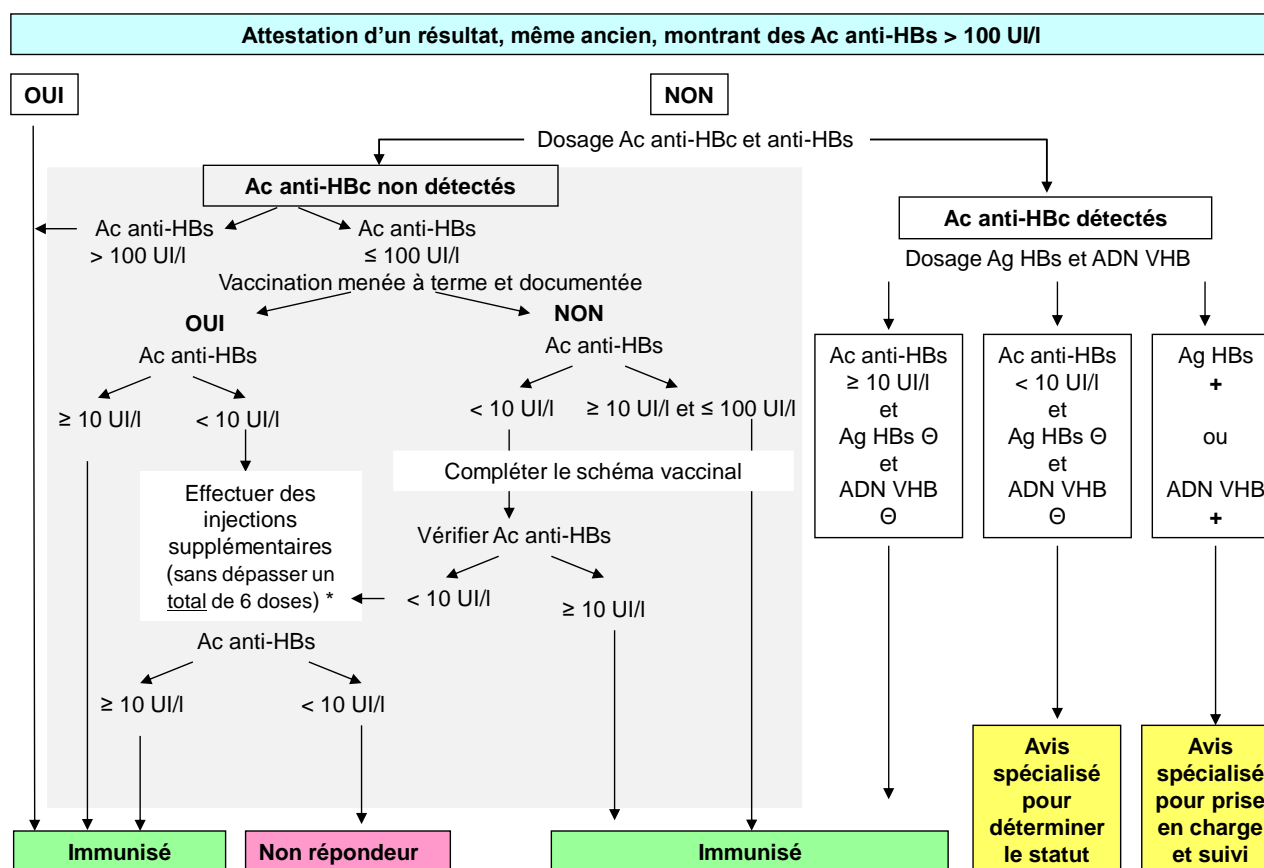 Attestation d’un résultat, même ancien, montrant des Ac anti-HBs > 100 UI/l
OUI
NON
Dosage Ac anti-HBc et anti-HBs
Ac anti-HBc non détectés
Ac anti-HBs
> 100 UI/l
Ac anti-HBs
≤ 100 UI/l
Vaccination menée à terme et documentée
OUI
Ac anti-HBs
≥ 10 UI/l
< 10 UI/l
Effectuer des
injections
supplémentaires
(sans dépasser un
total de 6 doses) *
Ac anti-HBs
≥ 10 UI/l
< 10 UI/l
NON
Ac anti-HBs
< 10 UI/l
≥ 10 UI/l et ≤ 100 UI/l
Compléter le schéma vaccinal
Vérifier Ac anti-HBs
< 10 UI/l
≥ 10 UI/l
Ac anti-HBc détectés
Dosage Ag HBs et ADN VHB
Ac anti-HBs
≥ 10 UI/l
et
Ag HBs Θ
et
ADN VHB
Θ
Ac anti-HBs
< 10 UI/l
et
Ag HBs Θ
et
ADN VHB
Θ
Ag HBs
+
ou
ADN VHB
+
Immunisé
Non répondeur
Immunisé
Avis
spécialisé
pour
déterminer
le statut
Avis
spécialisé
pour prise
en charge
et suivi